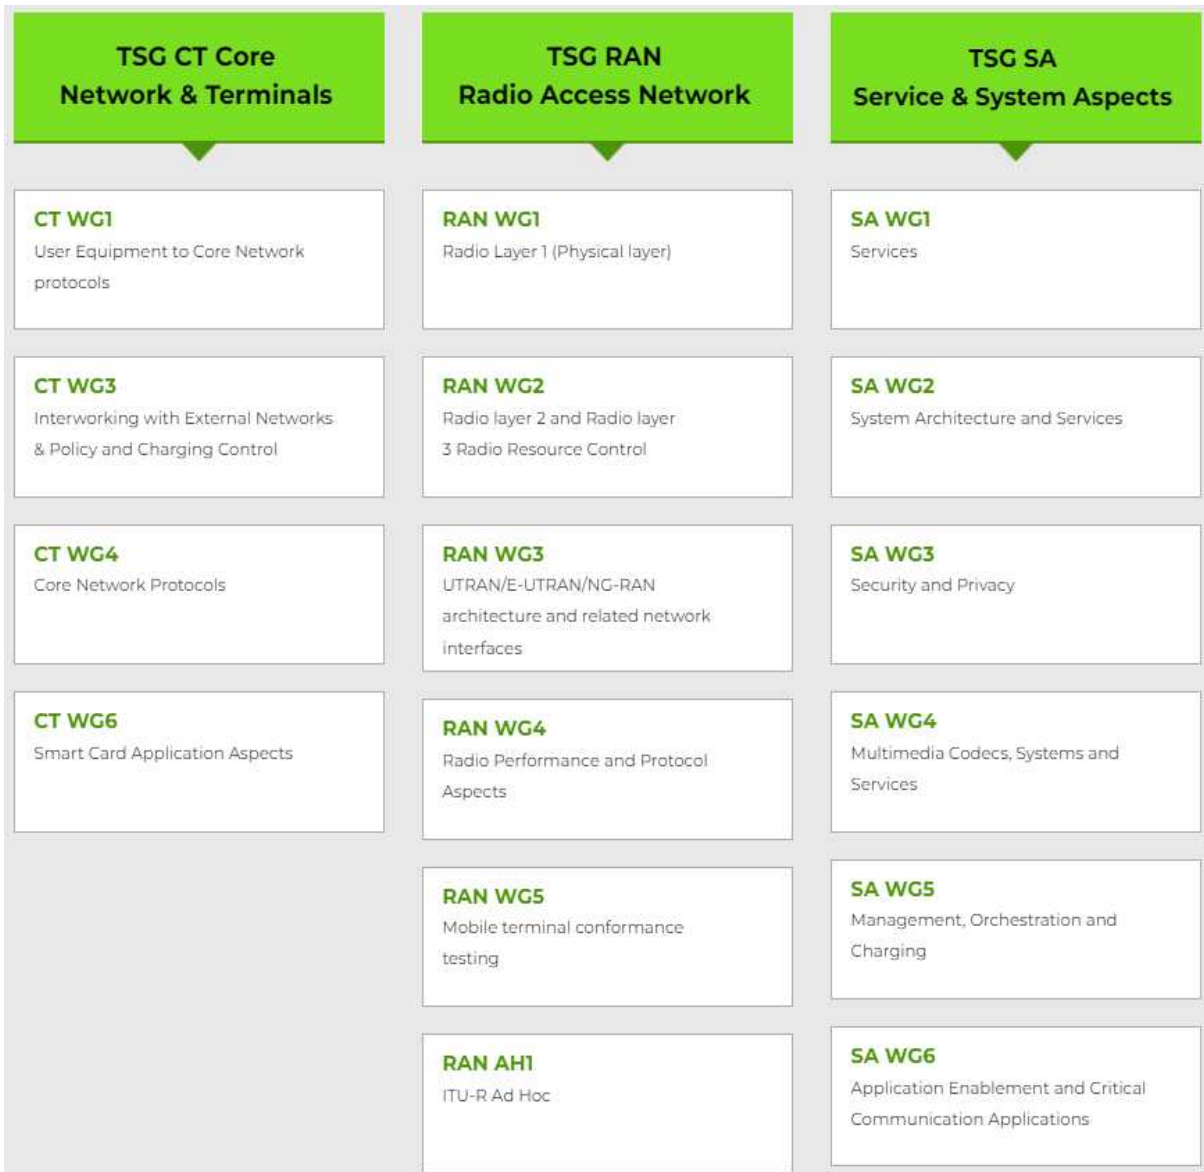 TSG CT Core
Network & Terminals
CT WG1
User Equipment to Core Network
protocols
CT WG3
Interworking with External Networks
& Policy and Charging Control
CT WG4
Core Network Protocols
CT WG6
Smart Card Application Aspects
TSG RAN
Radio Access Network
RAN WG1
Radio Layer 1 (Physical layer)
RAN WG2
Radio layer 2 and Radio layer
3 Radio Resource Control
RAN WG3
UTRAN/E-UTRAN/NG-RAN
architecture and related network
interfaces
RAN WG4
Radio Performance and Protocol
Aspects
RAN WG5
Mobile terminal conformance
testing
RAN AH1
ITU-R Ad Hoc
TSG SA
Service & System Aspects
SA WG1
Services
SA WG2
System Architecture and Services
SA WG3
Security and Privacy
SA WG4
Multimedia Codecs, Systems and
Services
SA WG5
Management, Orchestration and
Charging
SA WG6
Application Enablement and Critical
Communication Applications